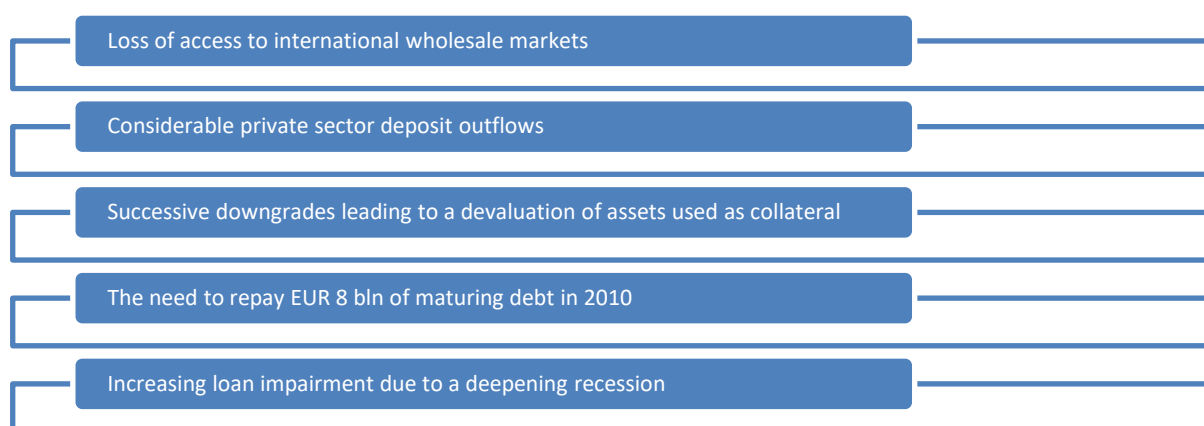 Loss of access to international wholesale markets
Considerable private sector deposit outflows
Successive downgrades leading to a devaluation of assets used as collateral
The need to repay EUR 8 bln of maturing debt in 2010
Increasing loan impairment due to a deepening recession